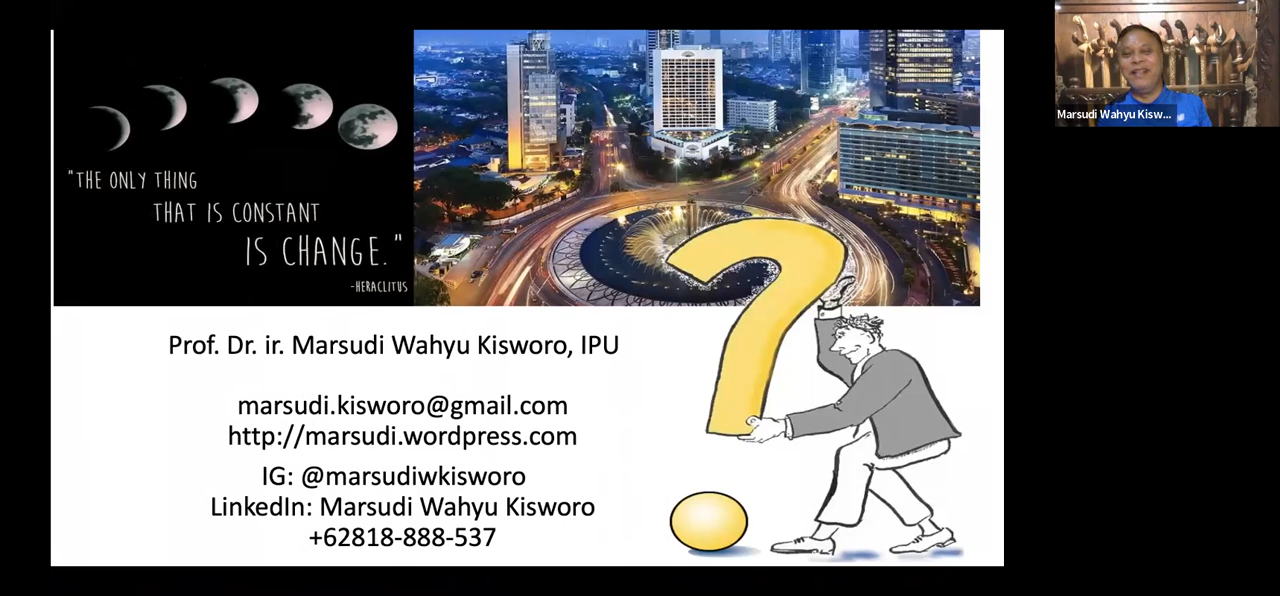 "THE ONLY THING
THAT IS CONSTANT
IS CHANGE."
-HERACLITUS
Prof. Dr. ir. Marsudi Wahyu Kisworo, IPU
marsudi.kisworo@gmail.com
http://marsudi.wordpress.com
IG: @marsudiwkisworo
LinkedIn: Marsudi Wahyu Kisworo
+62818-888-537
Marsudi Wahyu Kisw...